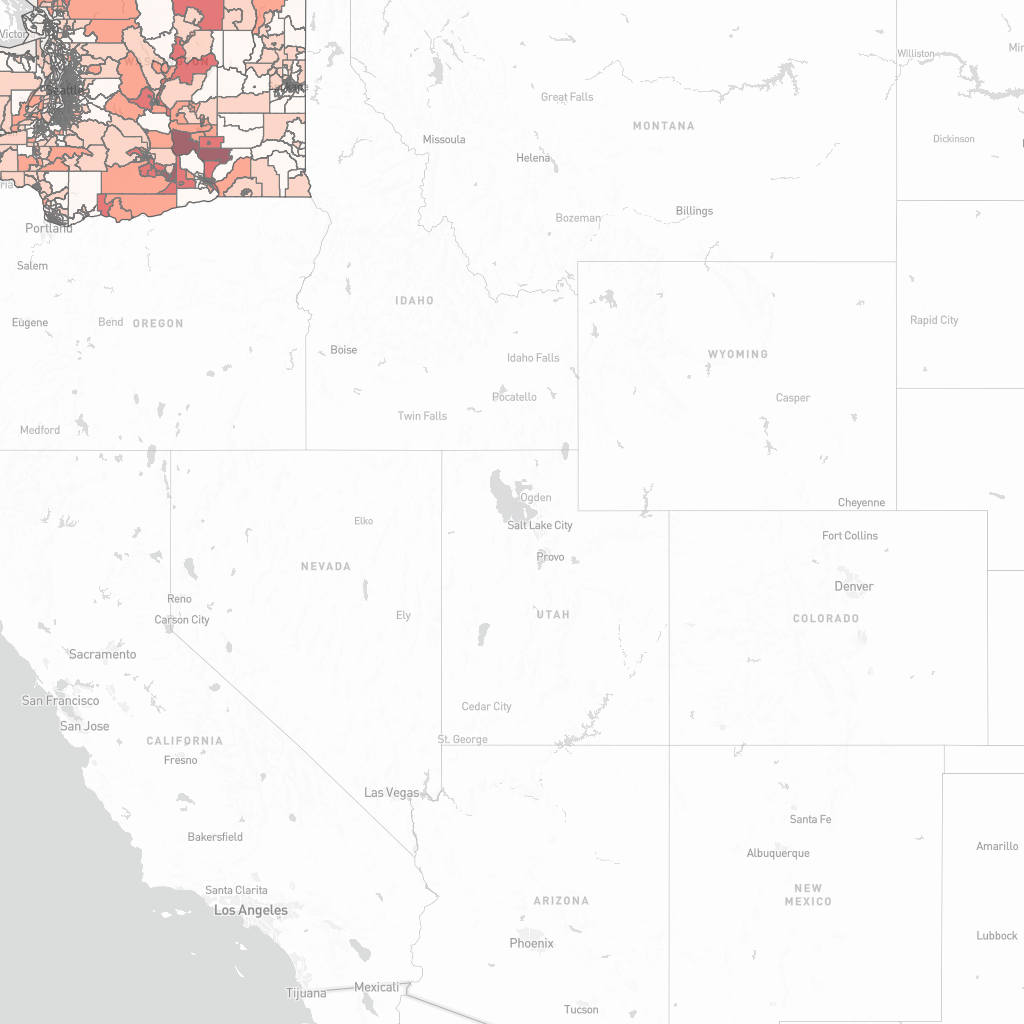 Victor
WASHINGTON
Seattle
Williston
Great Falls
MONTANA
Missoula
Dickinson
Helena
Bozeman
Billings
Portland
Salem
IDAHO
Eugene
Bend
OREGON
Rapid City
Boise
Idaho Falls
WYOMING
Pocatello
Casper
Twin Falls
Medford
Ogden
Cheyenne
Elko
Salt Lake City
Fort Collins
Provo
NEVADA
Denver
Reno
Ely
UTAH
Carson City
COLORADO
Sacramento
San Francisco
Cedar City
San Jose
St. George
CALIFORNIA
Fresno
Las Vegas
Santa Fe
Bakersfield
Amarillo
Albuquerque
Santa Clarita
NEW
MEXICO
ARIZONA
Los Angeles
Lubbock
Phoenix
Mexicali
Tijuana
Tucson